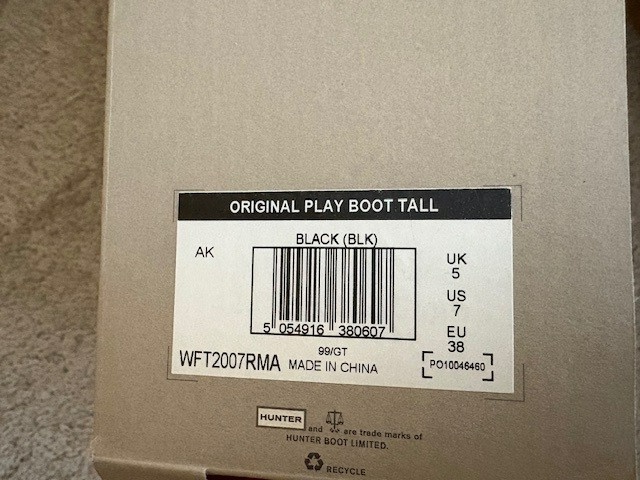 ORIGINAL PLAY BOOT TALL
BLACK (BLK)
AK
UK
5
US
7
EU
38
5 054916 380607
99/GT
WFT2007RMA MADE IN CHINA
PO10046460
HUNTER and are trade marks of
HUNTER BOOT LIMITED.
RECYCLE